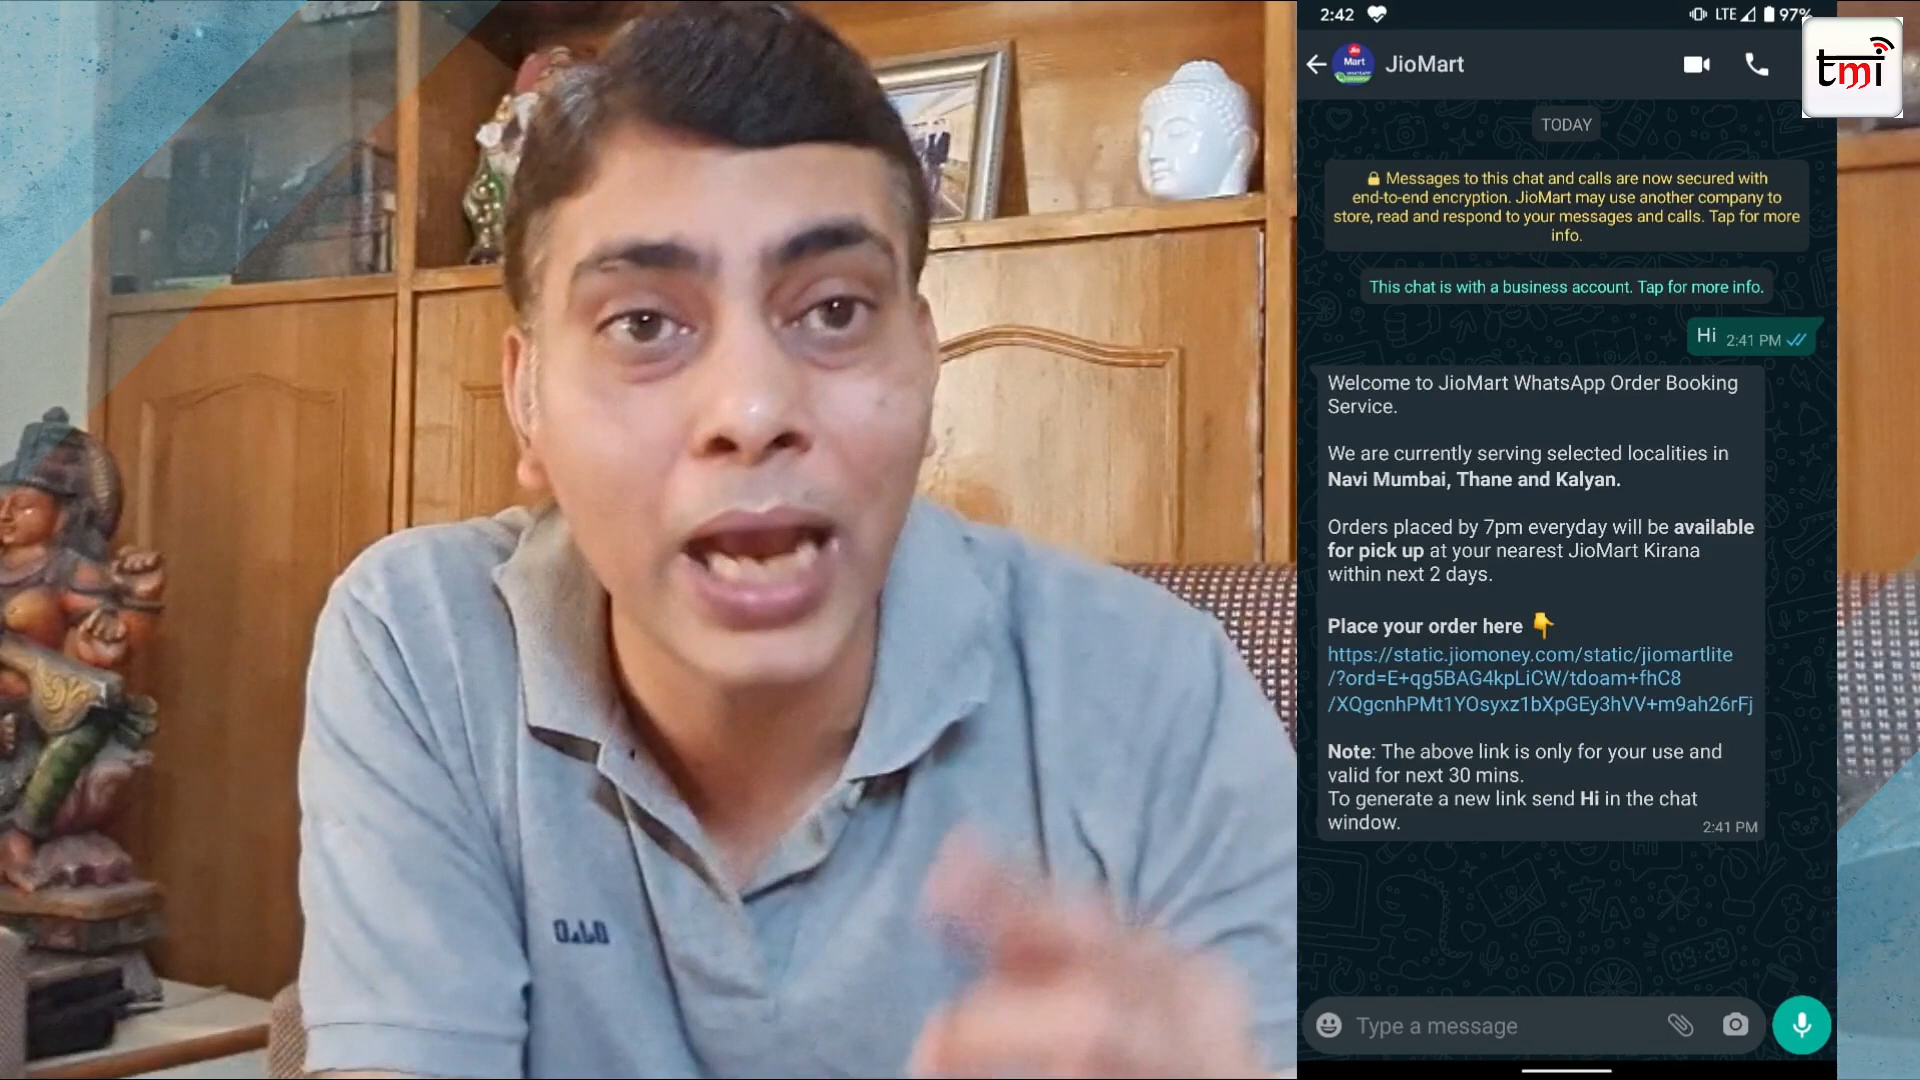 2:42
LTE
97%
JioMart
tmi
Jio
Mart
TODAY
🔒 Messages to this chat and calls are now secured with
end-to-end encryption. JioMart may use another company to
store, read and respond to your messages and calls. Tap for more
info.
This chat is with a business account. Tap for more info.
Hi 2:41 PM
Welcome to JioMart WhatsApp Order Booking
Service.
We are currently serving selected localities in
Navi Mumbai, Thane and Kalyan.
Orders placed by 7pm everyday will be available
for pick up at your nearest JioMart Kirana
within next 2 days.
Place your order here 👇
https://static.jiomoney.com/static/jiomartlite
/?ord=E+qg5BAG4kpLiCW/tdoam+fhC8
/XQgcnhPMt1YOsyxz1bXpGEy3hVV+m9ah26rFj
Note: The above link is only for your use and
valid for next 30 mins.
To generate a new link send Hi in the chat
window.
2:41 PM
Type a message